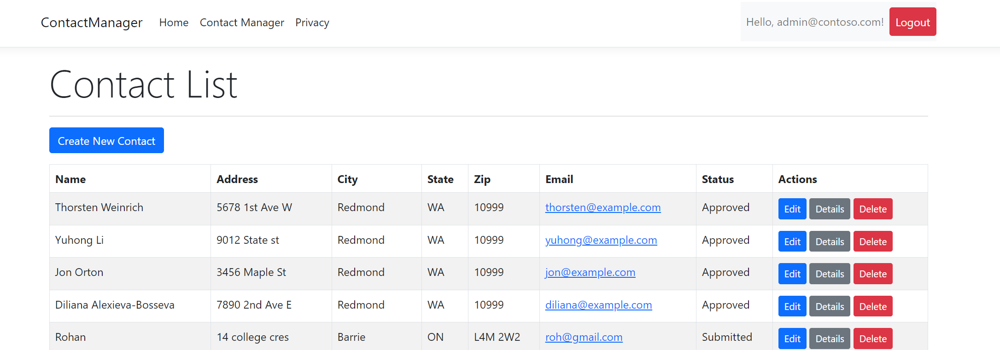 ContactManager Home Contact Manager Privacy Hello, admin@contoso.com! Logout
Contact List
Create New Contact
Name Address City State Zip Email Status Actions
Thorsten Weinrich 5678 1st Ave W Redmond WA 10999 thorsten@example.com Approved Edit Details Delete
Yuhong Li 9012 State st Redmond WA 10999 yuhong@example.com Approved Edit Details Delete
Jon Orton 3456 Maple St Redmond WA 10999 jon@example.com Approved Edit Details Delete
Diliana Alexieva-Bosseva 7890 2nd Ave E Redmond WA 10999 diliana@example.com Approved Edit Details Delete
Rohan 14 college cres Barrie ON L4M 2W2 roh@gmail.com Submitted Edit Details Delete